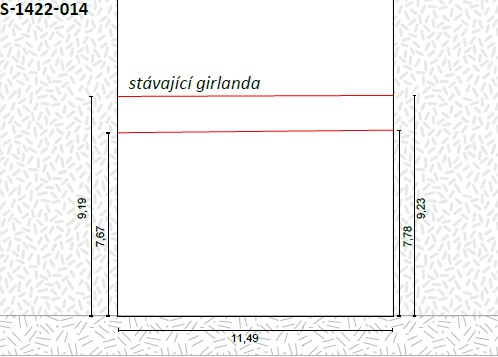 S-1422-014
stávající girlanda
9,19
7,67
7,78
9,23
11,49